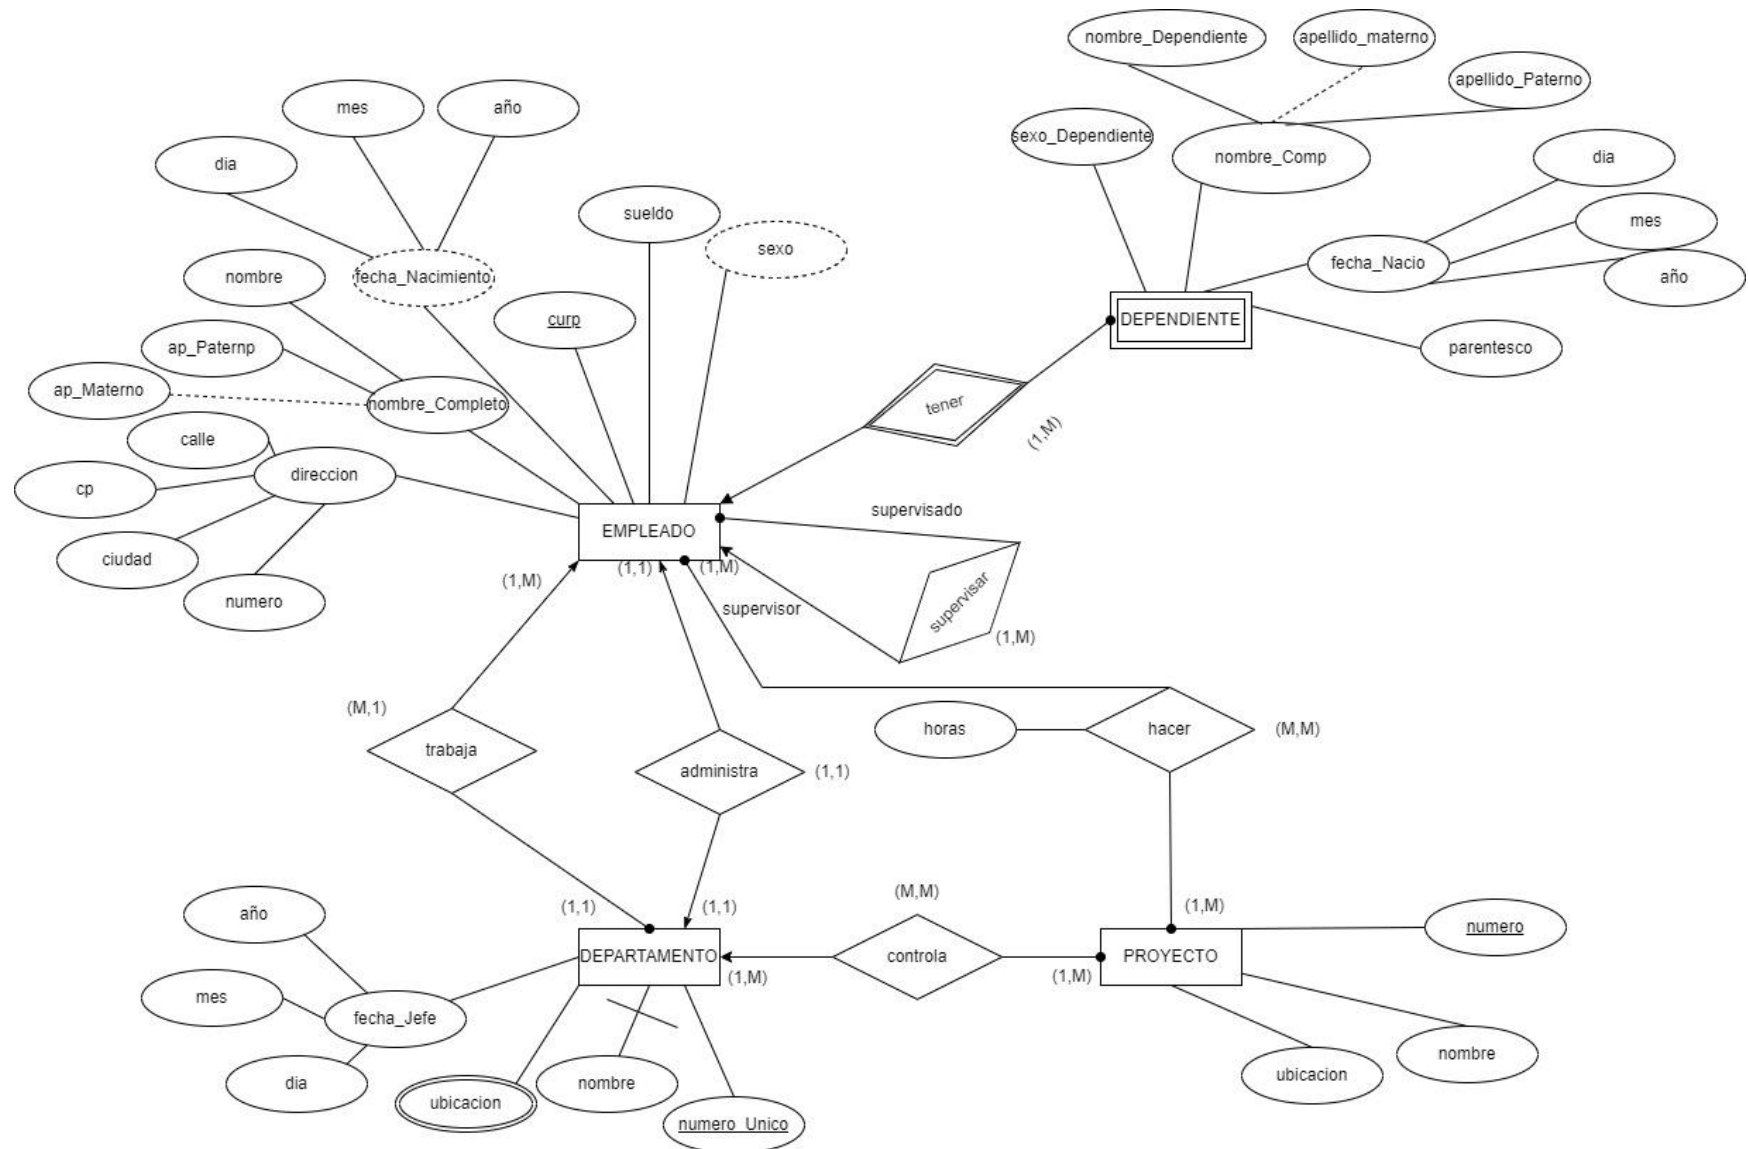 nombre_Dependiente
apellido_materno
apellido_Paterno
mes
año
dia
sexo_Dependiente
nombre_Comp
dia
sueldo
sexo
mes
año
fecha_Nacio
nombre
fecha_Nacimiento
curp
DEPENDIENTE
parentesco
ap_Paternp
ap_Materno
nombre_Completo
tener
(1,M)
calle
direccion
cp
supervisado
EMPLEADO
ciudad
numero
(1,M)
(1,1)
(1,M)
supervisor
supervisar
(1,M)
(M,1)
trabaja
administra
(1,1)
horas
hacer
(M,M)
(M,M)
(1,1)
(1,1)
(1,M)
año
numero
DEPARTAMENTO
controla
PROYECTO
(1,M)
(1,M)
mes
fecha_Jefe
dia
ubicacion
nombre
numero_Unico
ubicacion
nombre